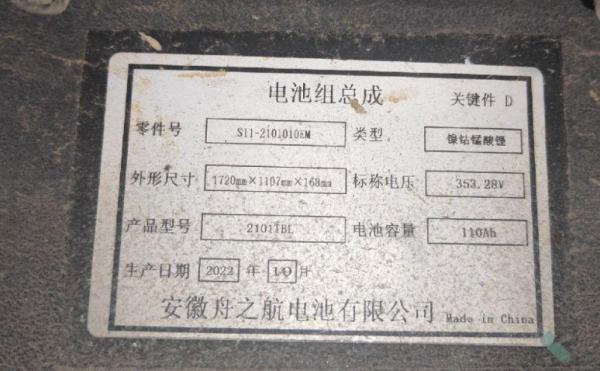 电池组总成 关键件 D
零件号 S11-2101010EM 类型 镍钴锰酸锂
外形尺寸 1720mm×1107mm×168mm 标称电压 353.28V
产品型号 2101TBL 电池容量 110Ah
生产日期 2022 年 10 月
安徽舟之航电池有限公司 Made in China